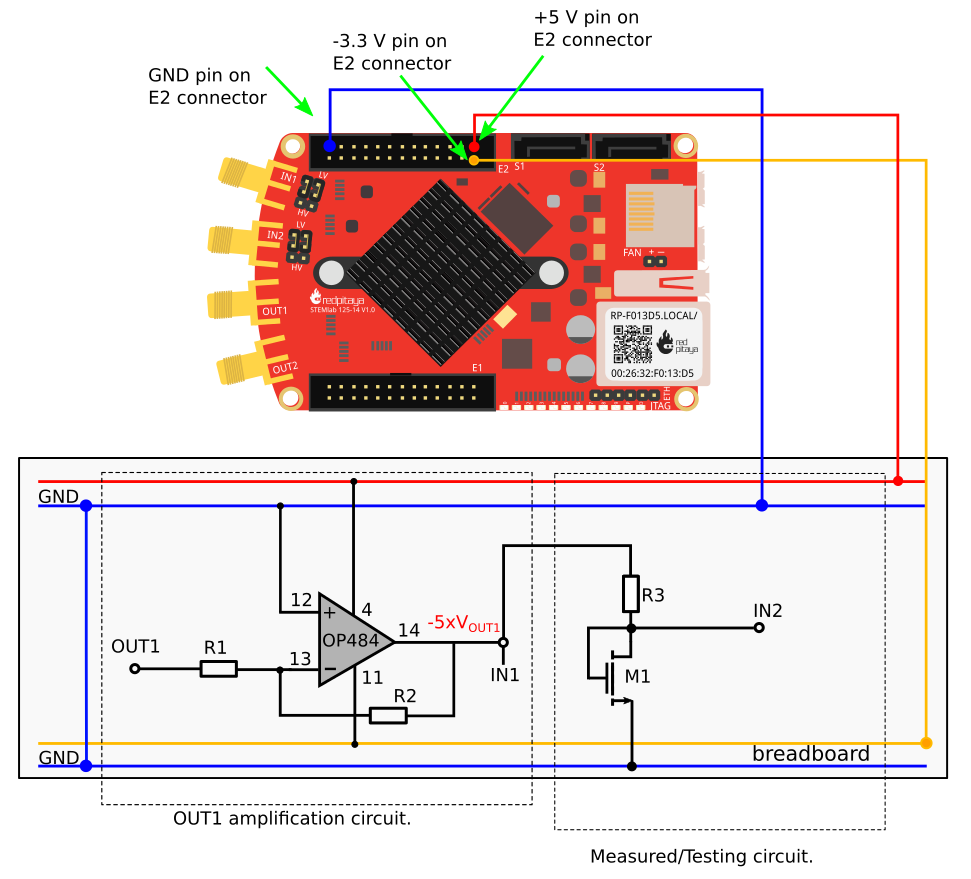 +5 V pin on
E2 connector
-3.3 V pin on
E2 connector
GND pin on
E2 connector
E2
S1
S2
IN1
LV
HV
IN2
LV
HV
OUT1
OUT2
redpitaya
STEMlab 125-14 V1.0
FAN
+ −
RP-F013D5.LOCAL/
red
pitaya
00:26:32:F0:13:D5
E1
ETH
JTAG
GND
12
+
4
OP484
14
-5xVOUT1
OUT1
R1
13
−
11
R2
IN1
R3
IN2
M1
GND
breadboard
OUT1 amplification circuit.
Measured/Testing circuit.